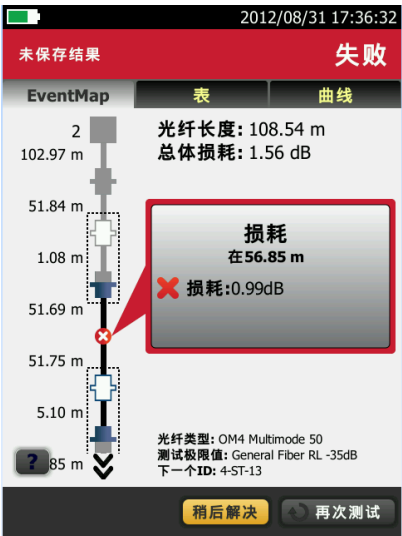 2012/08/31 17:36:32
未保存结果
失败
EventMap
表
曲线
2
光纤长度: 108.54 m
总体损耗: 1.56 dB
102.97 m
51.84 m
1.08 m
51.69 m
51.75 m
5.10 m
85 m
损耗
在56.85 m
损耗:0.99dB
光纤类型: OM4 Multimode 50
测试极限值: General Fiber RL -35dB
下一个ID: 4-ST-13
?
稍后解决
再次测试